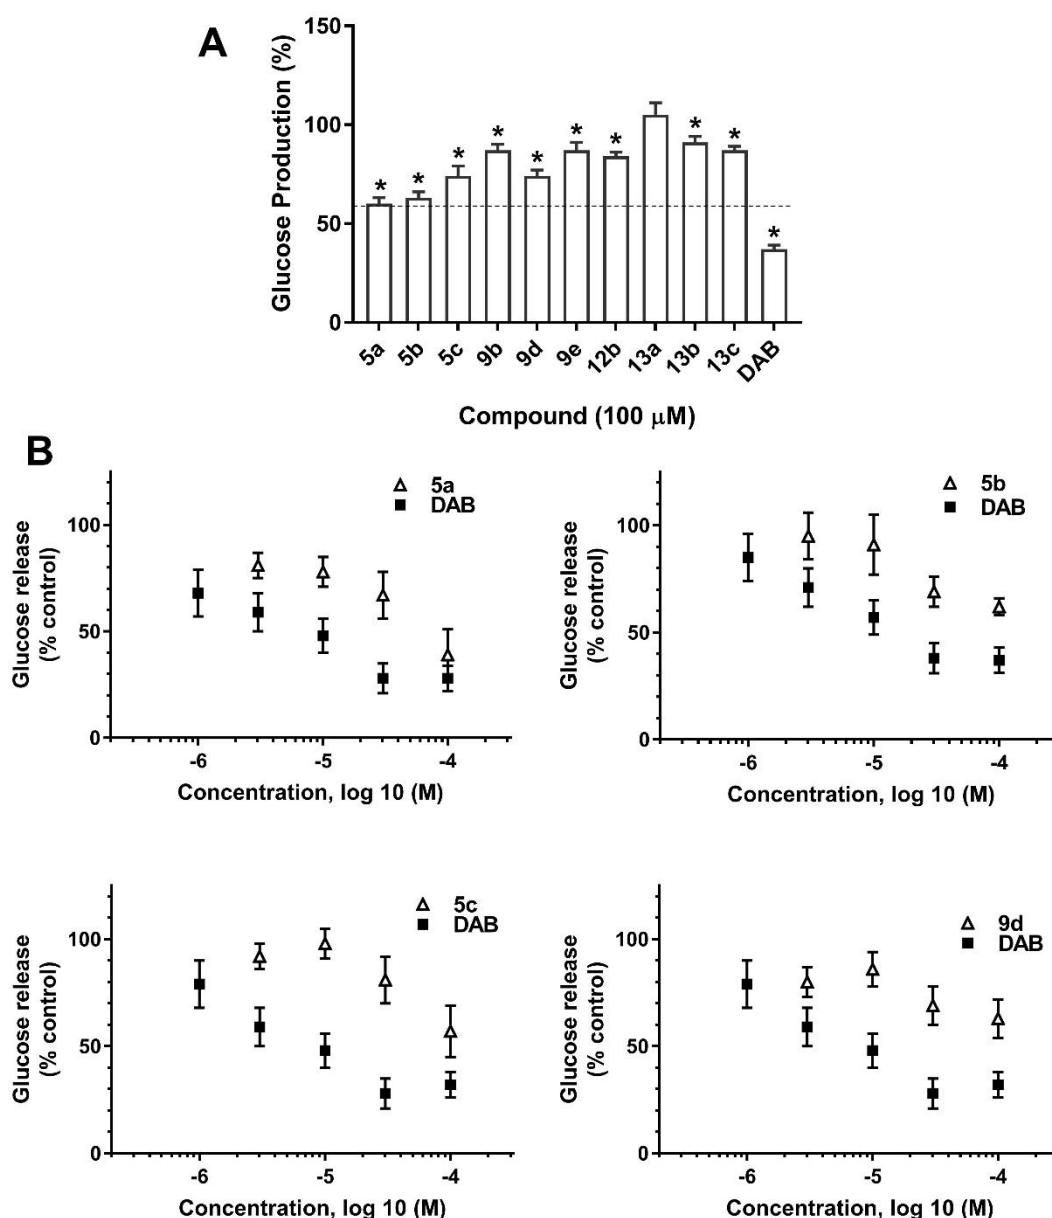 A
Glucose Production (%)
150
100
50
0
* * * * * * * * * *
5a 5b 5c 9b 9d 9e 12b 13a 13b 13c DAB
Compound (100 μM)
B
Glucose release
(% control)
100
50
0
5a
DAB
-6 -5 -4
Concentration, log 10 (M)
Glucose release
(% control)
100
50
0
5b
DAB
-6 -5 -4
Concentration, log 10 (M)
Glucose release
(% control)
100
50
0
5c
DAB
-6 -5 -4
Concentration, log 10 (M)
Glucose release
(% control)
100
50
0
9d
DAB
-6 -5 -4
Concentration, log 10 (M)